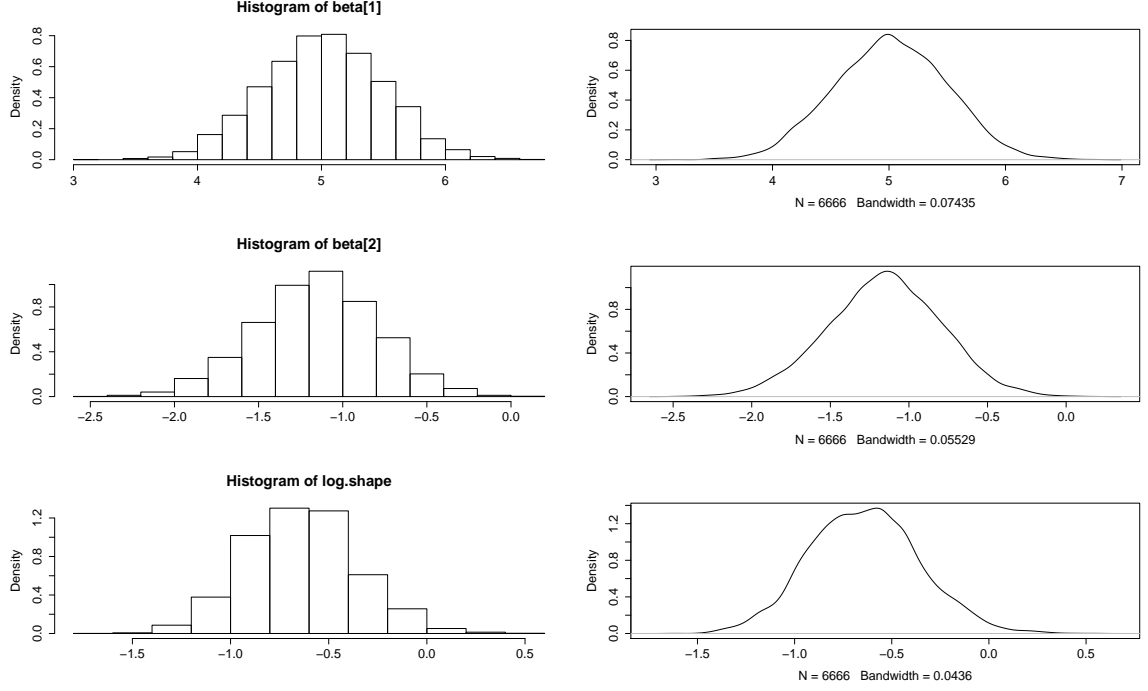 Histogram of beta[1]
Density
0.0 0.2 0.4 0.6 0.8
3 4 5 6
Density
0.0 0.2 0.4 0.6 0.8
3 4 5 6 7
N = 6666 Bandwidth = 0.07435
Histogram of beta[2]
Density
0.0 0.4 0.8
−2.5 −2.0 −1.5 −1.0 −0.5 0.0
Density
0.0 0.4 0.8
−2.5 −2.0 −1.5 −1.0 −0.5 0.0
N = 6666 Bandwidth = 0.05529
Histogram of log.shape
Density
0.0 0.4 0.8 1.2
−1.5 −1.0 −0.5 0.0 0.5
Density
0.0 0.4 0.8 1.2
−1.5 −1.0 −0.5 0.0 0.5
N = 6666 Bandwidth = 0.0436